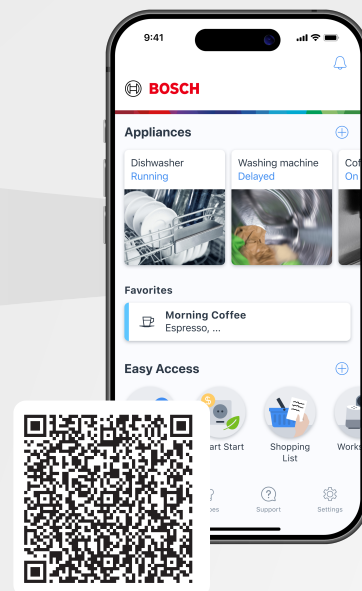 9:41
BOSCH
Appliances
Dishwasher
Running
Washing machine
Delayed
Cof
On
Favorites
Morning Coffee
Espresso, ...
Easy Access
art Start
Shopping
List
Works
es
Support
Settings